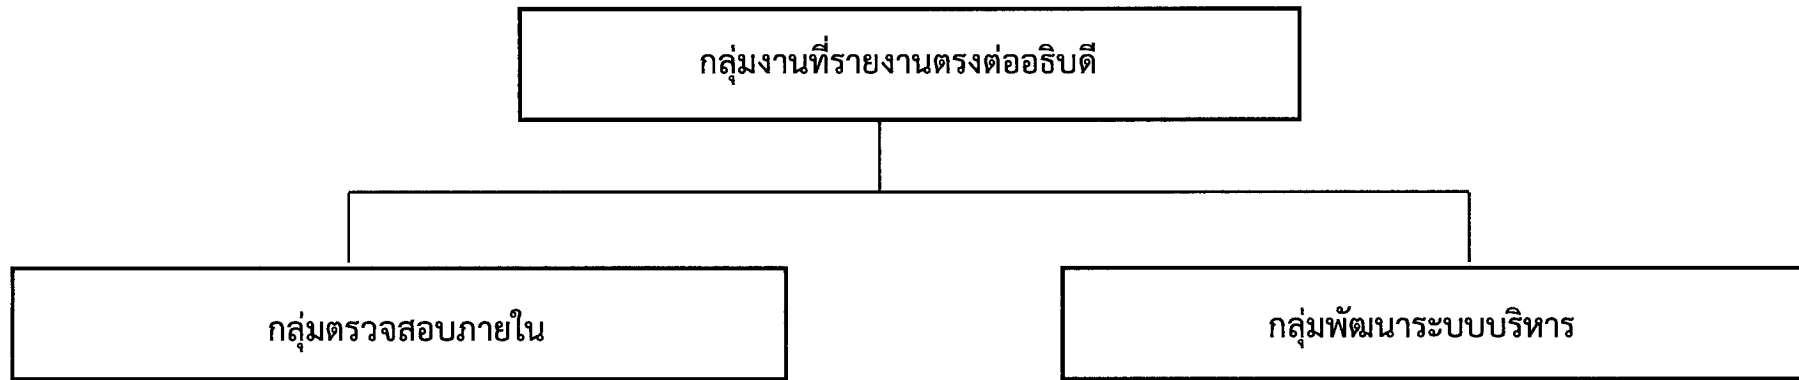 กลุ่มงานที่รายงานตรงต่ออธิบดี
กลุ่มตรวจสอบภายใน
กลุ่มพัฒนาระบบบริหาร